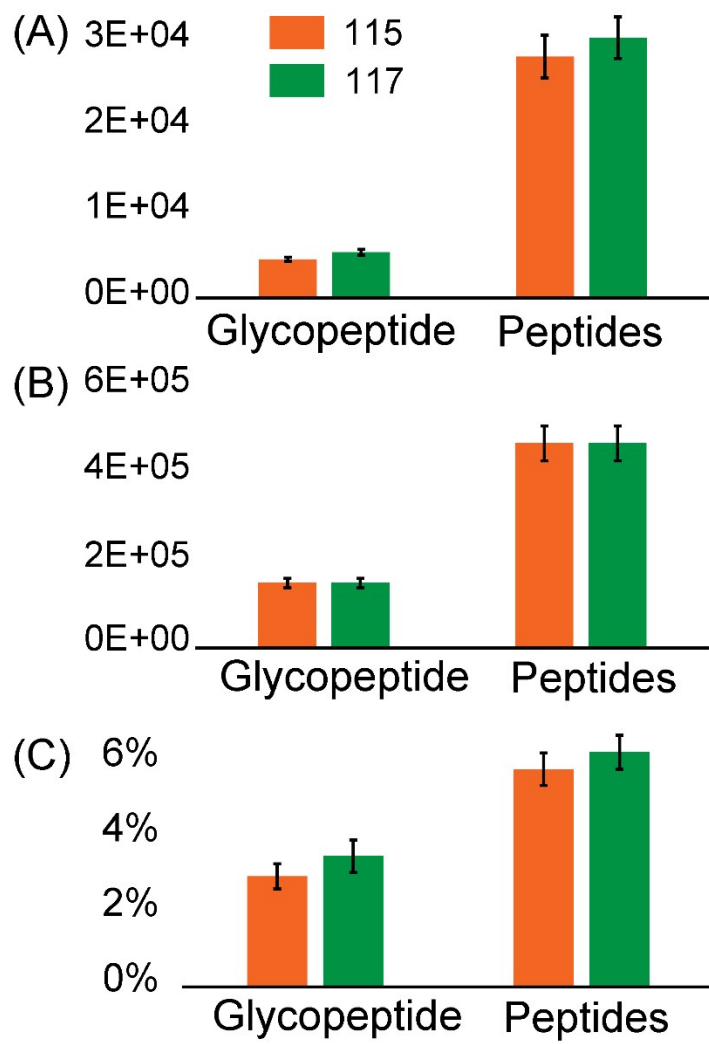 (A)
3E+04
2E+04
1E+04
0E+00
115
117
Glycopeptide Peptides
(B)
6E+05
4E+05
2E+05
0E+00
Glycopeptide Peptides
(C)
6%
4%
2%
0%
Glycopeptide Peptides